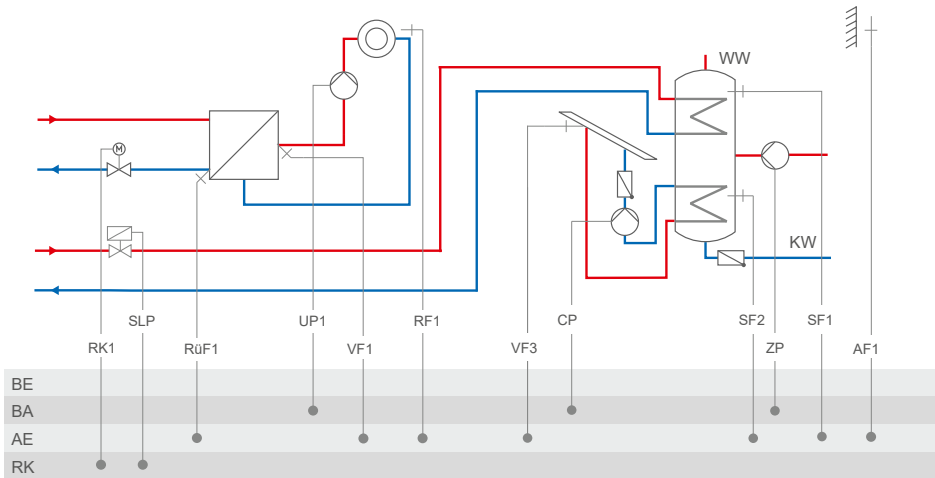 WW
M
KW
SLP
UP1
RF1
CP
SF2
SF1
RK1
RüF1
VF1
VF3
ZP
AF1
BE
BA
AE
RK